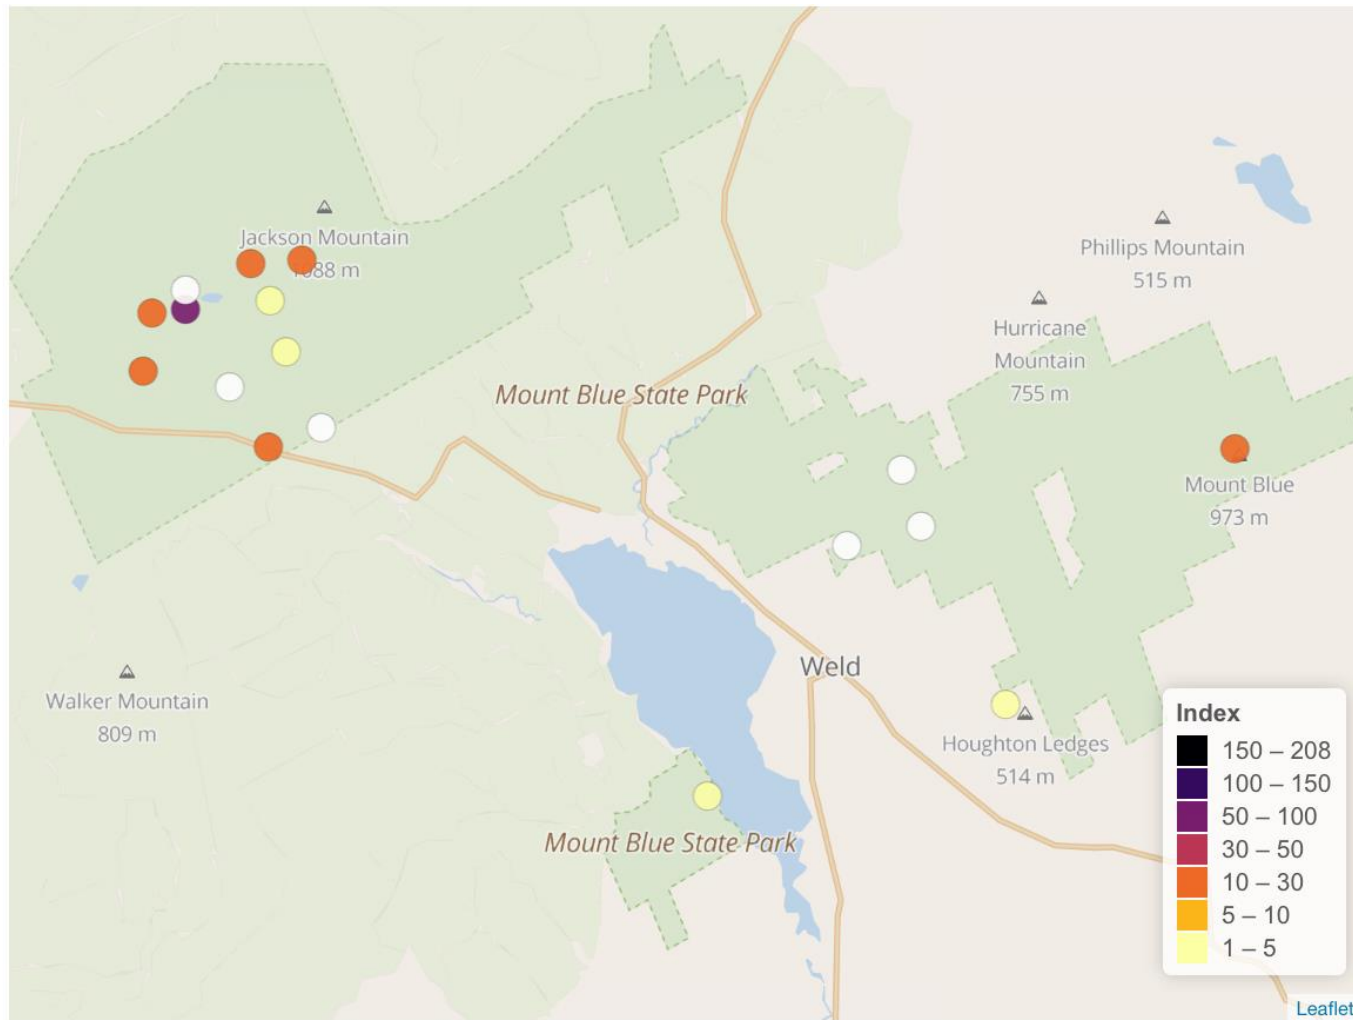 Jackson Mountain
1088 m
Phillips Mountain
515 m
Hurricane
Mountain
755 m
Mount Blue State Park
Mount Blue
973 m
Weld
Walker Mountain
809 m
Houghton Ledges
514 m
Mount Blue State Park
Index
150 – 208
100 – 150
50 – 100
30 – 50
10 – 30
5 – 10
1 – 5
Leaflet